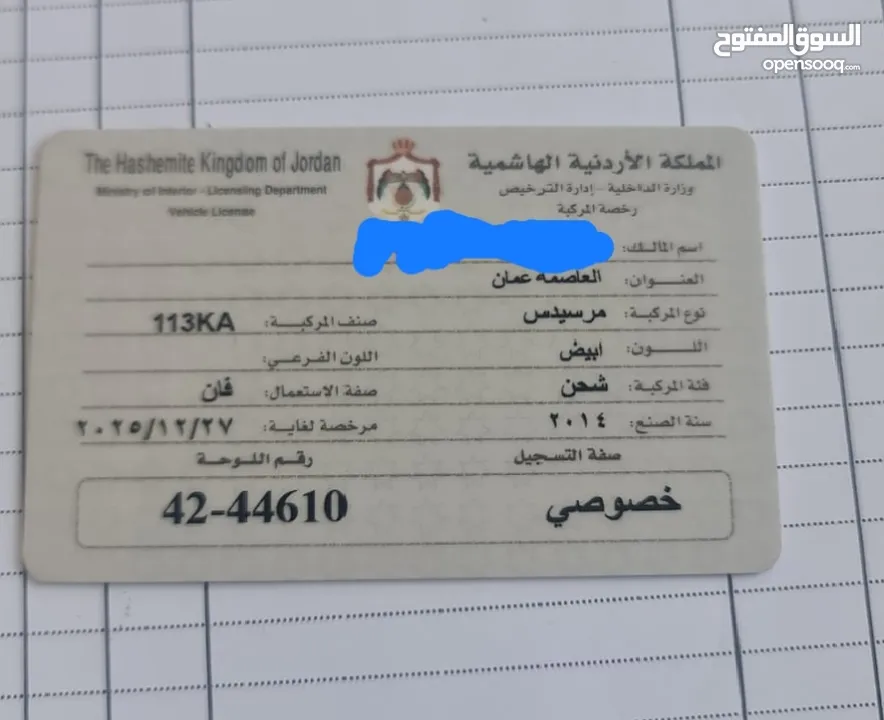 السوق المفتوح
opensooq.com
المملكة الأردنية الهاشمية The Hashemite Kingdom of Jordan
وزارة الداخلية - إدارة الترخيص Ministry of Interior - Licensing Department
رخصة المركبة Vehicle License
اسم المالك:
العنوان: العاصمه عمان
نوع المركبة: مرسيدس صنف المركبة: 113KA
اللون: ابيض اللون الفرعي:
فئة المركبة: شحن صفة الاستعمال: فان
سنة الصنع: ٢٠١٤ مرخصة لغاية: ٢٠٢٥/١٢/٢٧
صفة التسجيل رقم اللوحة
خصوصي 42-44610